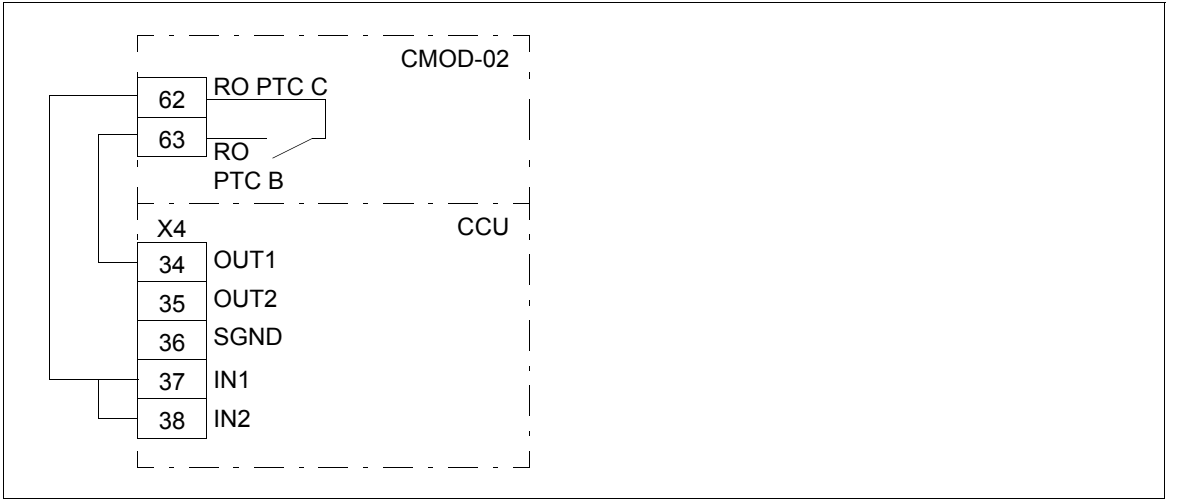 CMOD-02
62 RO PTC C
63 RO
PTC B
X4 CCU
34 OUT1
35 OUT2
36 SGND
37 IN1
38 IN2